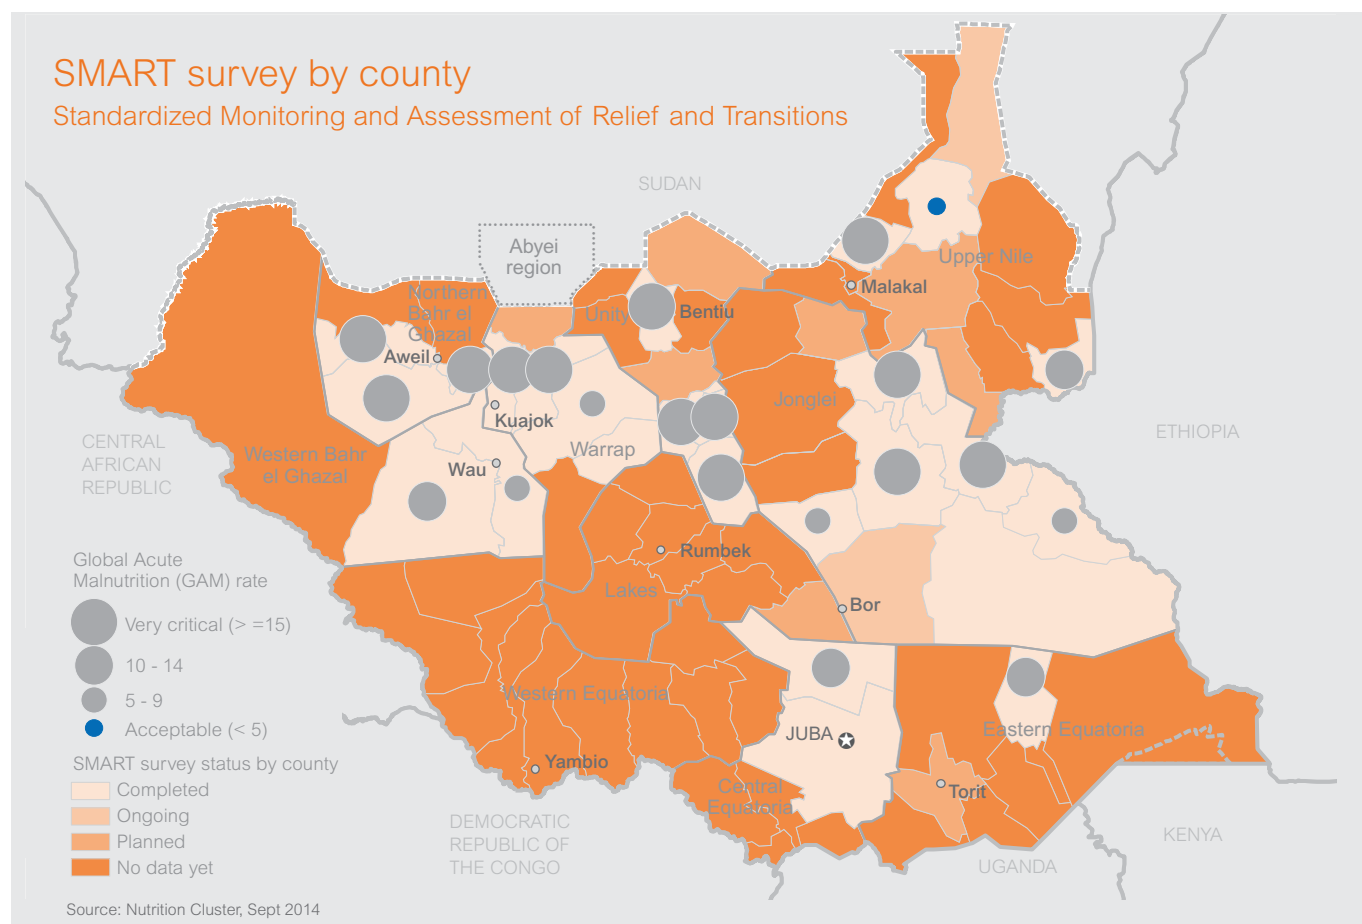 SMART survey by county
Standardized Monitoring and Assessment of Relief and Transitions
SUDAN
Abyei
region
Upper Nile
Malakal
Northern
Bahr el
Ghazal
Unity
Bentiu
Aweil
Kuajok
Jonglei
Warrap
CENTRAL
AFRICAN
REPUBLIC
Western Bahr
el Ghazal
Wau
ETHIOPIA
Rumbek
Lakes
Bor
Global Acute
Malnutrition (GAM) rate
Very critical (> =15)
10 - 14
5 - 9
Acceptable (< 5)
Western Equatoria
Eastern Equatoria
JUBA
Yambio
Central
Equatoria
Torit
SMART survey status by county
Completed
Ongoing
Planned
No data yet
DEMOCRATIC
REPUBLIC OF
THE CONGO
UGANDA
KENYA
Source: Nutrition Cluster, Sept 2014